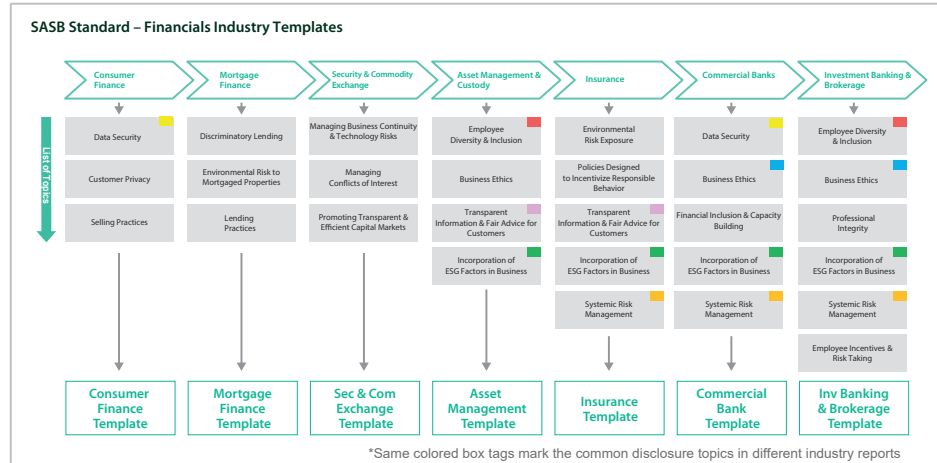 SASB Standard – Financials Industry Templates
Consumer
Finance
Mortgage
Finance
Security & Commodity
Exchange
Asset Management &
Custody
Insurance
Commercial Banks
Investment Banking &
Brokerage
List of Topics
Data Security
Customer Privacy
Selling Practices
Discriminatory Lending
Environmental Risk to
Mortgaged Properties
Lending
Practices
Managing Business Continuity
& Technology Risks
Managing
Conflicts of Interest
Promoting Transparent &
Efficient Capital Markets
Employee
Diversity & Inclusion
Business Ethics
Transparent
Information & Fair Advice for
Customers
Incorporation of
ESG Factors in Business
Environmental
Risk Exposure
Policies Designed
to Incentivize Responsible
Behavior
Transparent
Information & Fair Advice for
Customers
Incorporation of
ESG Factors in Business
Systemic Risk
Management
Data Security
Business Ethics
Financial Inclusion & Capacity
Building
Incorporation of
ESG Factors in Business
Systemic Risk
Management
Employee Diversity
& Inclusion
Business Ethics
Professional
Integrity
Incorporation of
ESG Factors in Business
Systemic Risk
Management
Employee Incentives &
Risk Taking
Consumer
Finance
Template
Mortgage
Finance
Template
Sec & Com
Exchange
Template
Asset
Management
Template
Insurance
Template
Commercial
Bank
Template
Inv Banking
& Brokerage
Template
*Same colored box tags mark the common disclosure topics in different industry reports